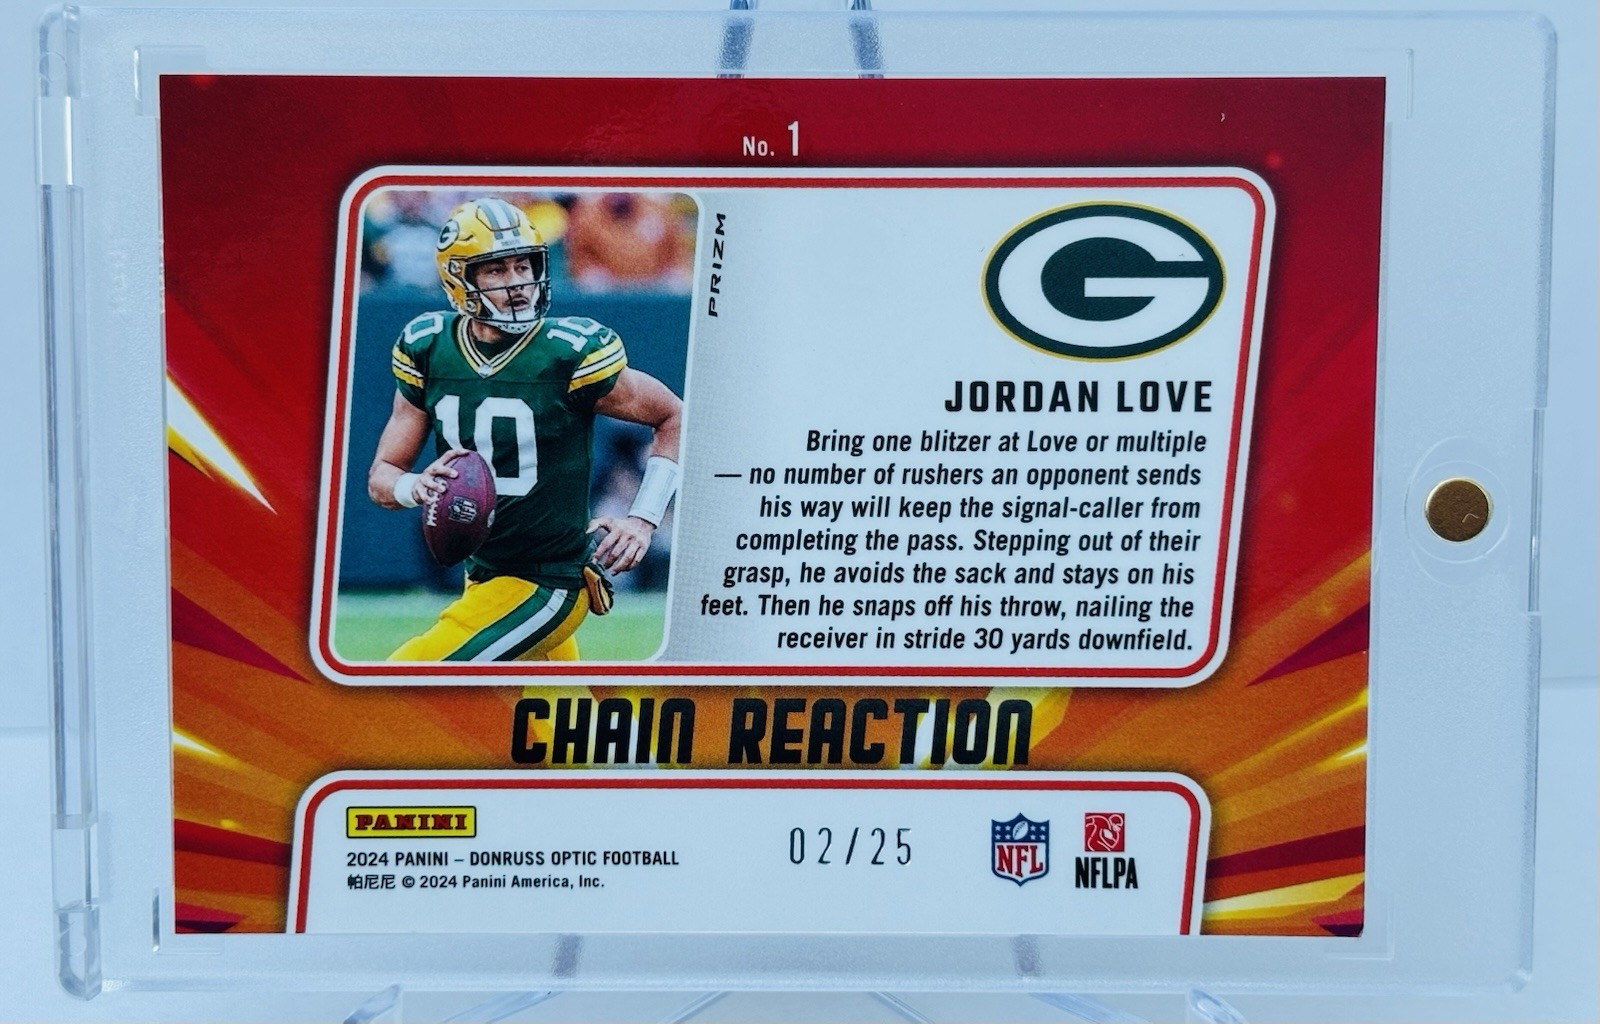 No. 1
PRIZM
10
10
10
JORDAN LOVE
Bring one blitzer at Love or multiple
— no number of rushers an opponent sends
his way will keep the signal-caller from
completing the pass. Stepping out of their
grasp, he avoids the sack and stays on his
feet. Then he snaps off his throw, nailing the
receiver in stride 30 yards downfield.
CHAIN REACTION
PANINI
2024 PANINI – DONRUSS OPTIC FOOTBALL
帕尼尼 © 2024 Panini America, Inc.
02/25
NFL
NFLPA